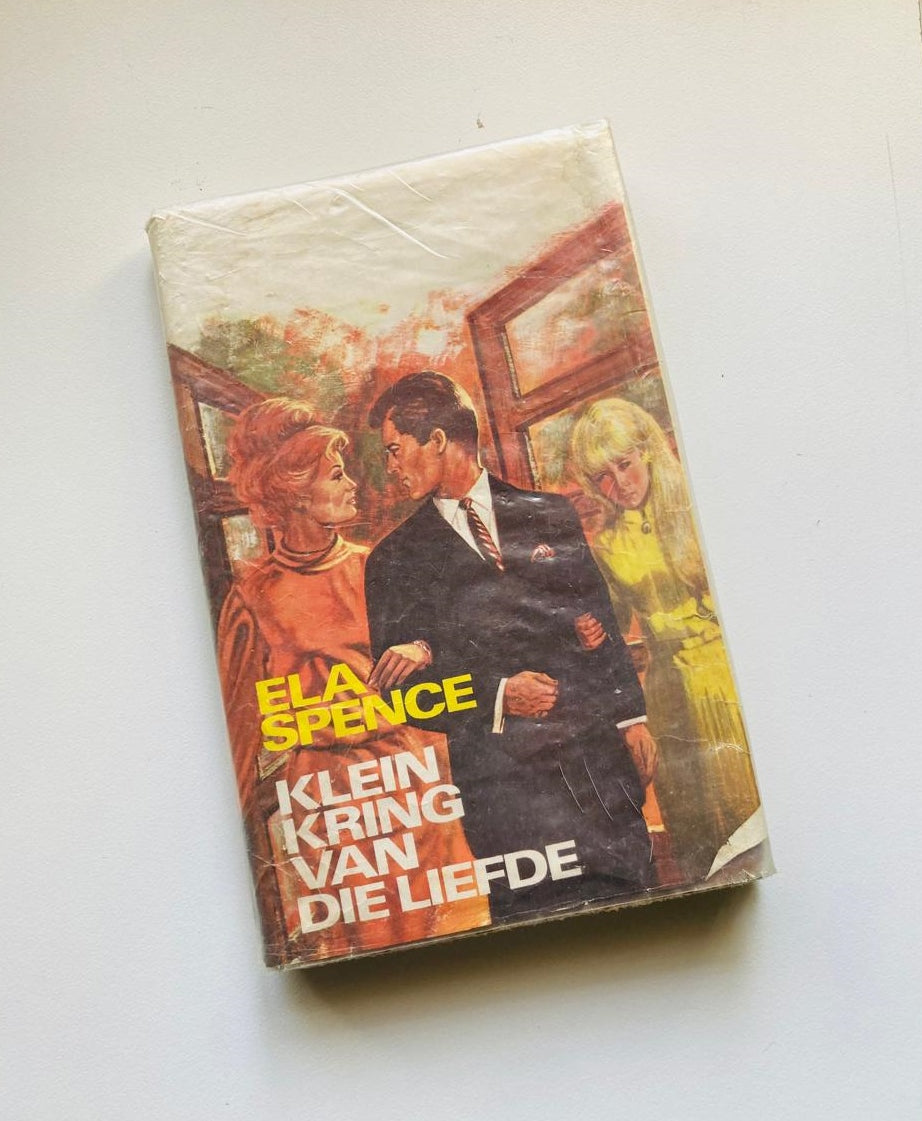 ELA
SPENCE
KLEIN
KRING
VAN
DIE LIEFDE